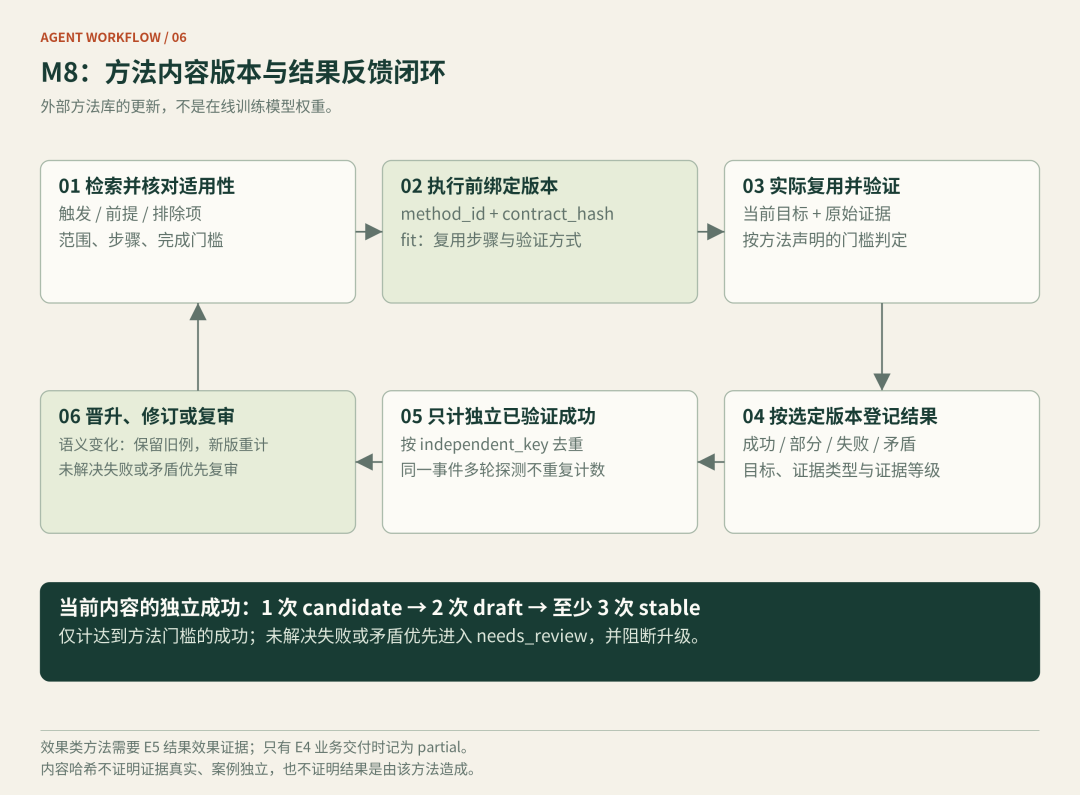 AGENT WORKFLOW / 06
M8：方法内容版本与结果反馈闭环
外部方法库的更新，不是在线训练模型权重。
01 检索并核对适用性
触发 / 前提 / 排除项
范围、步骤、完成门槛
02 执行前绑定版本
method_id + contract_hash
fit：复用步骤与验证方式
03 实际复用并验证
当前目标 + 原始证据
按方法声明的门槛判定
04 按选定版本登记结果
成功 / 部分 / 失败 / 矛盾
目标、证据类型与证据等级
05 只计独立已验证成功
按 independent_key 去重
同一事件多轮探测不重复计数
06 晋升、修订或复审
语义变化：保留旧例，新版重计
未解决失败或矛盾优先复审
当前内容的独立成功：1 次 candidate → 2 次 draft → 至少 3 次 stable
仅计达到方法门槛的成功；未解决失败或矛盾优先进入 needs_review，并阻断升级。
效果类方法需要 E5 结果效果证据；只有 E4 业务交付时记为 partial。
内容哈希不证明证据真实、案例独立，也不证明结果是由该方法造成。